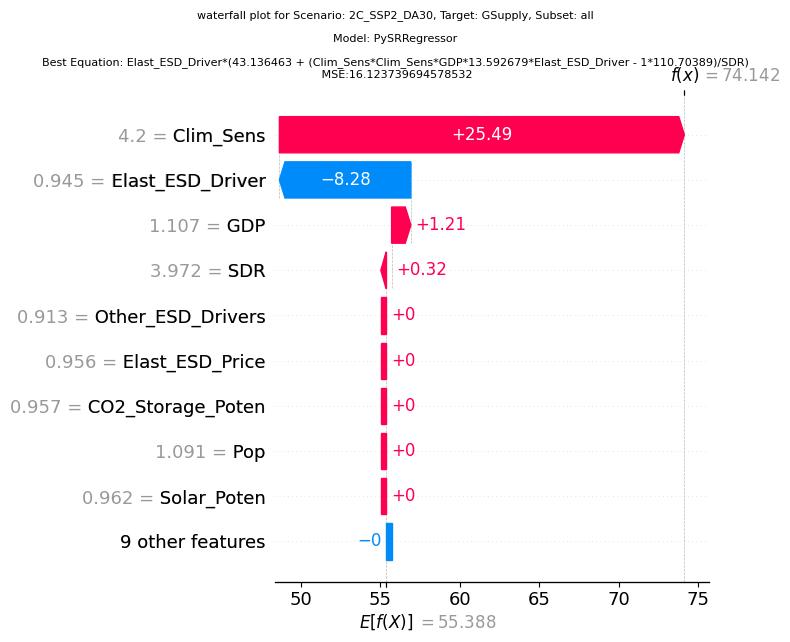 waterfall plot for Scenario: 2C_SSP2_DA30, Target: GSupply, Subset: all
Model: PySRRegressor
Best Equation: Elast_ESD_Driver*(43.136463 + (Clim_Sens*Clim_Sens*GDP*13.592679*Elast_ESD_Driver - 1*110.70389)/SDR)
MSE:16.123739694578532
f(x) = 74.142
4.2 = Clim_Sens +25.49
0.945 = Elast_ESD_Driver −8.28
1.107 = GDP +1.21
3.972 = SDR +0.32
0.913 = Other_ESD_Drivers +0
0.956 = Elast_ESD_Price +0
0.957 = CO2_Storage_Poten +0
1.091 = Pop +0
0.962 = Solar_Poten +0
9 other features −0
50 55 60 65 70 75
E[f(X)] = 55.388